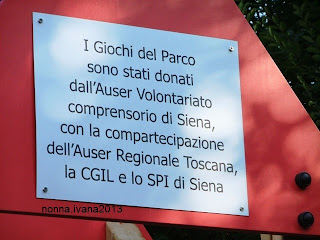 I Giochi del Parco
sono stati donati
dall'Auser Volontariato
comprensorio di Siena,
con la compartecipazione
dell'Auser Regionale Toscana,
la CGIL e lo SPI di Siena
nonna.ivana2013